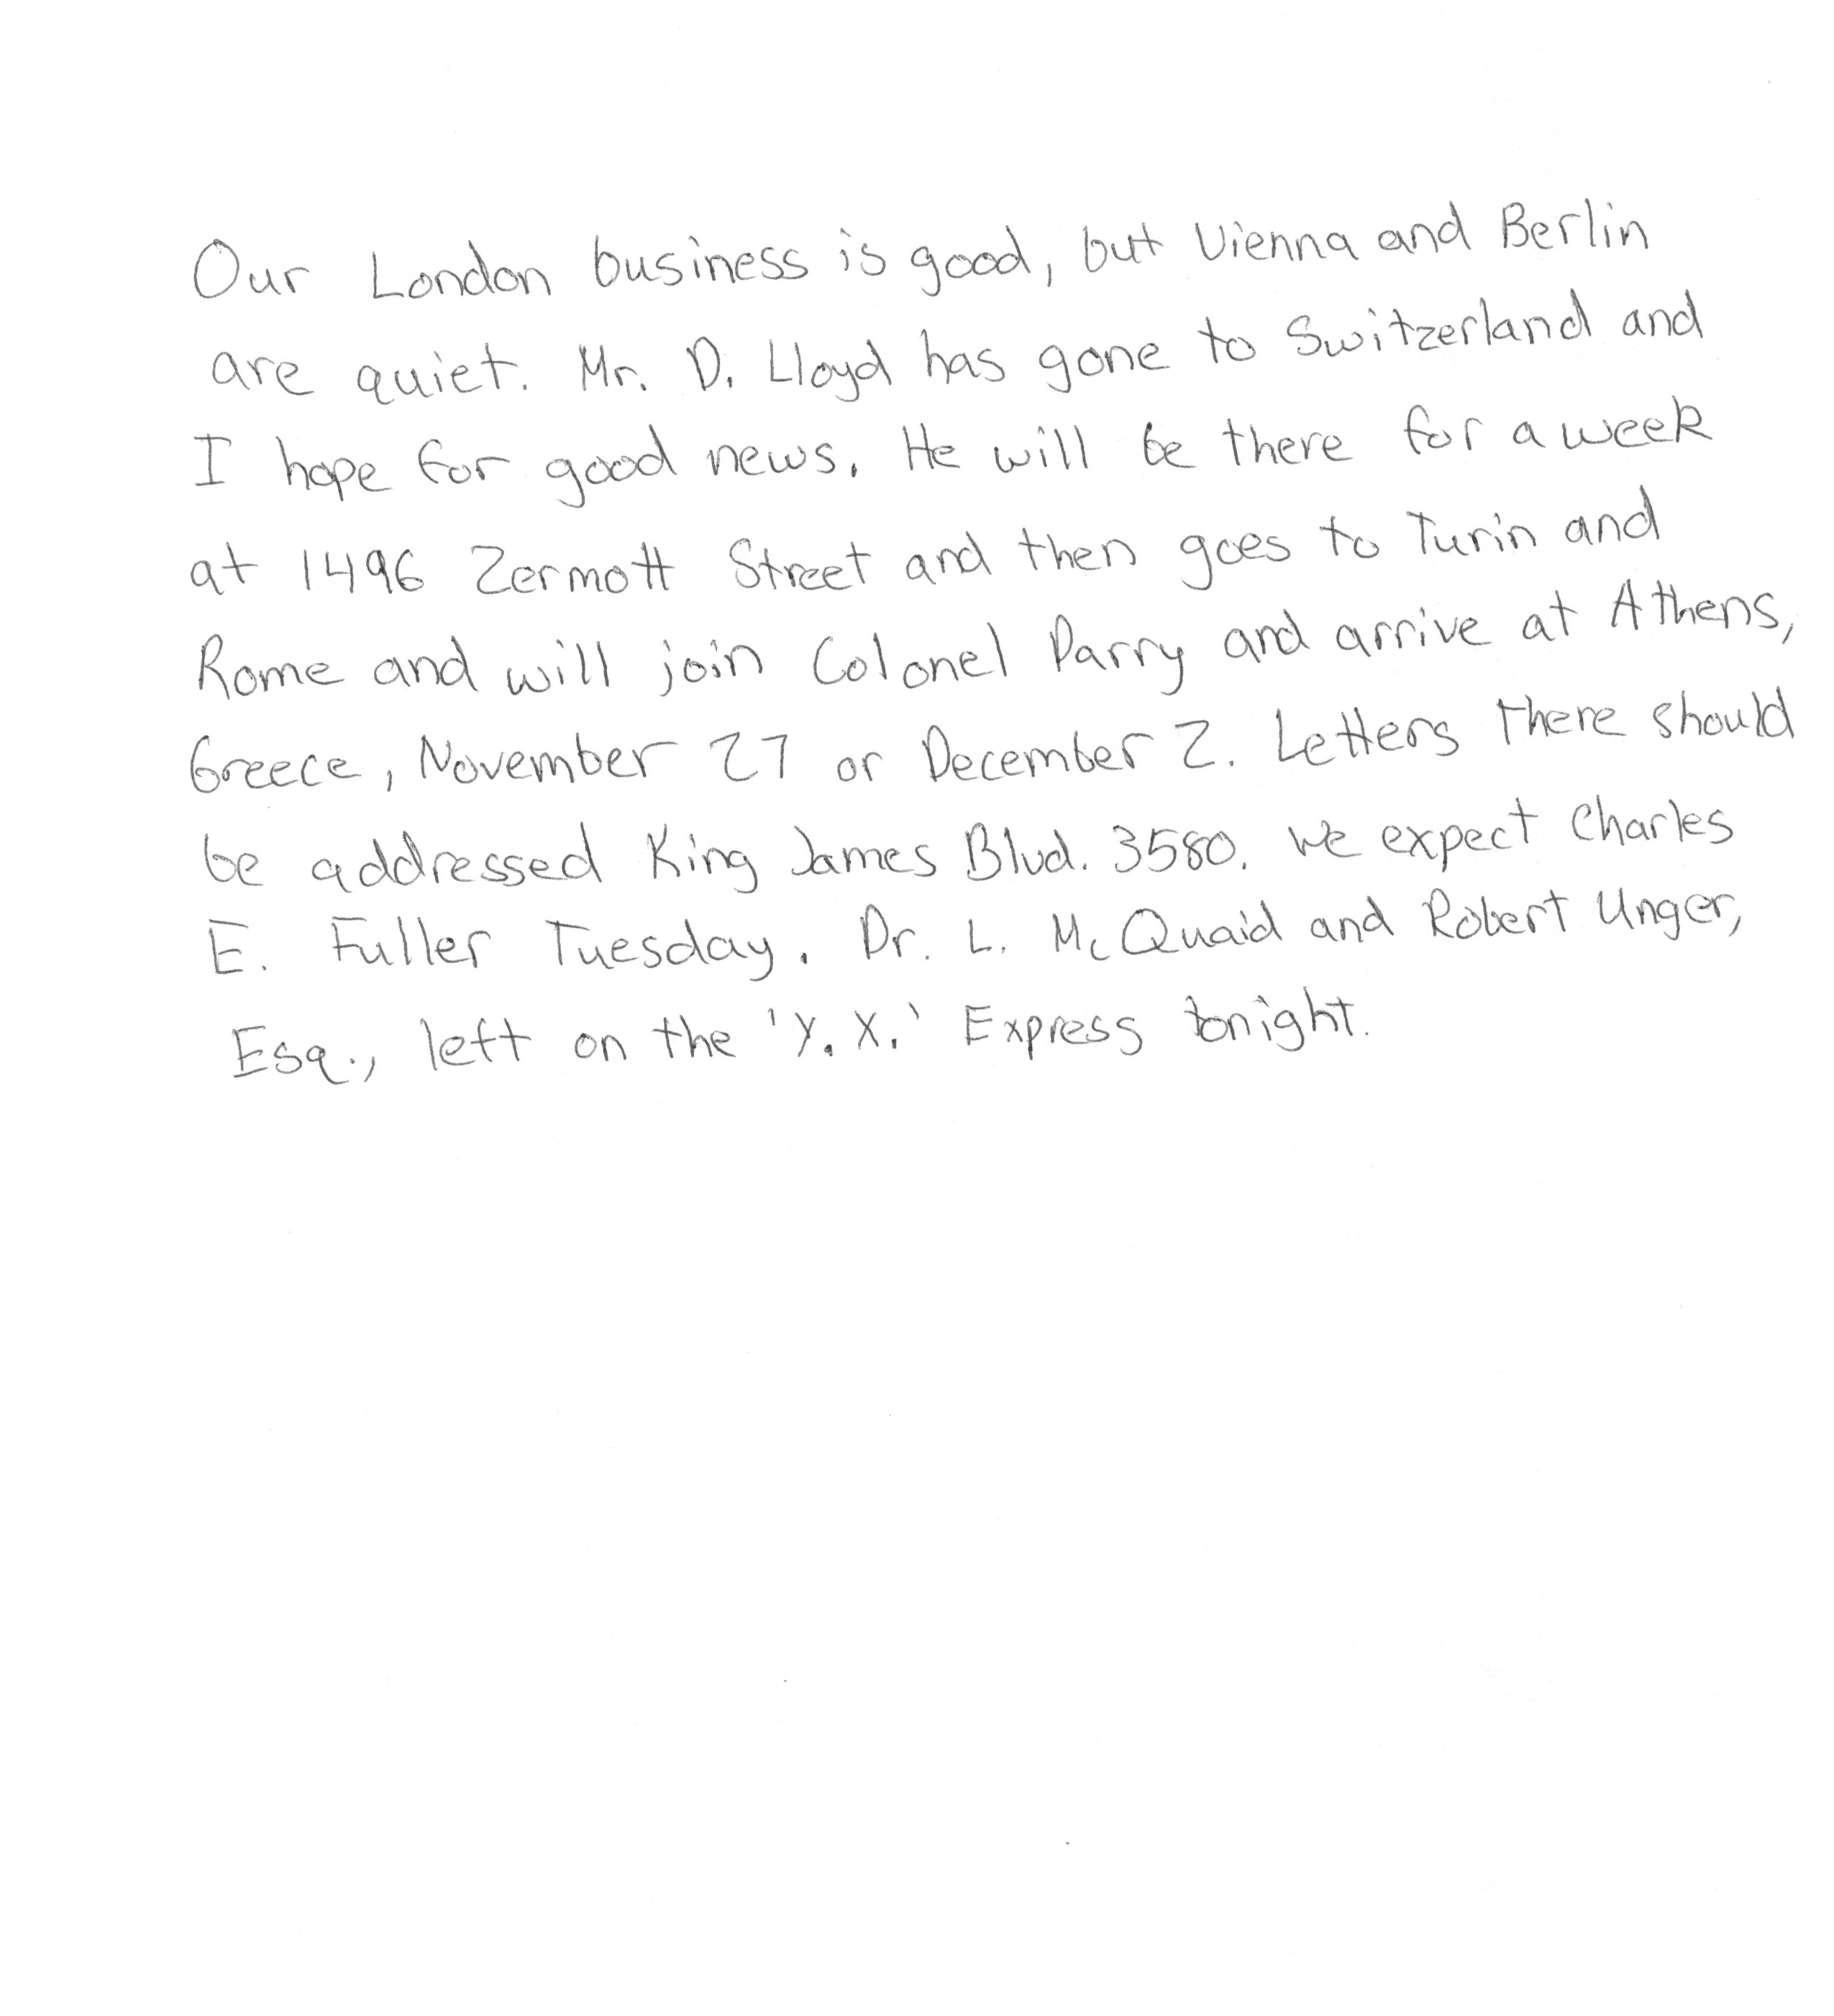 Our London business is good, but Vienna and Berlin
are quiet. Mr. D. Lloyd has gone to Switzerland and
I hope for good news. He will be there for a week
at 1496 Zermott Street and then goes to Turin and
Rome and will join Colonel Parry and arrive at Athens,
Greece, November 27 or December 2. Letters there should
be addressed King James Blvd. 3580. We expect Charles
E. Fuller Tuesday. Dr. L. McQuaid and Robert Unger,
Esq., left on the 'Y.X.' Express tonight.